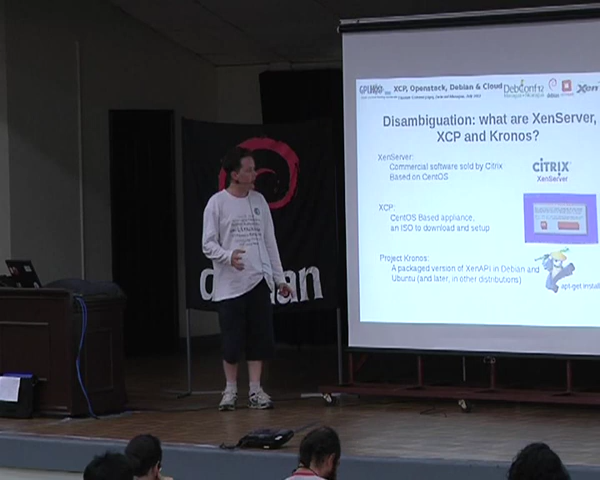 XCP, Openstack, Debian & Cloud
DebConf12
debian
Xen
Disambiguation: what are XenServer,
XCP and Kronos?
XenServer:
Commercial software sold by Citrix
Based on CentOS
CITRIX
XenServer
XCP:
CentOS Based appliance,
an ISO to download and setup
Project Kronos:
A packaged version of XenAPI in Debian and
Ubuntu (and later, in other distributions)
apt-get install